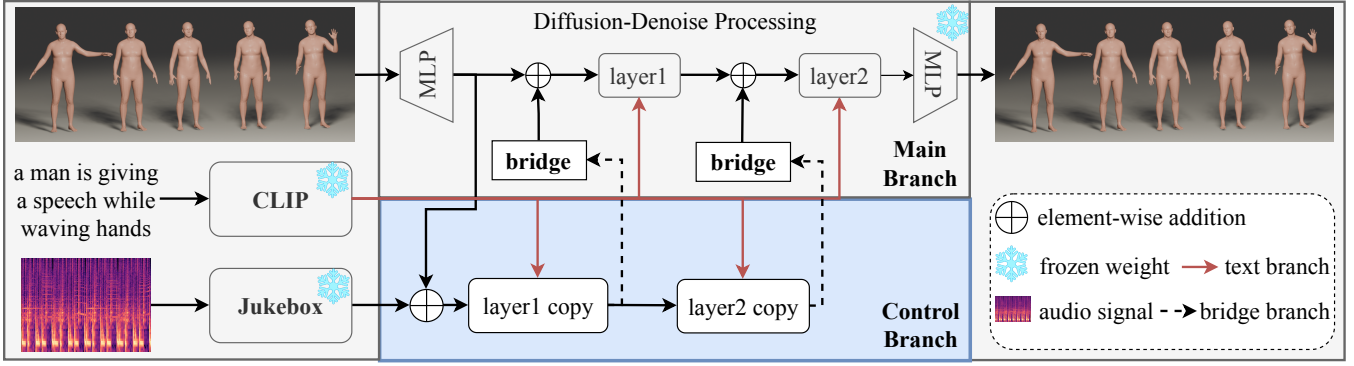 Diffusion-Denoise Processing
MLP
layer1
layer2
MLP
bridge
bridge
Main
Branch
a man is giving
a speech while
waving hands
CLIP
Jukebox
layer1 copy
layer2 copy
Control
Branch
element-wise addition
frozen weight
text branch
audio signal
bridge branch